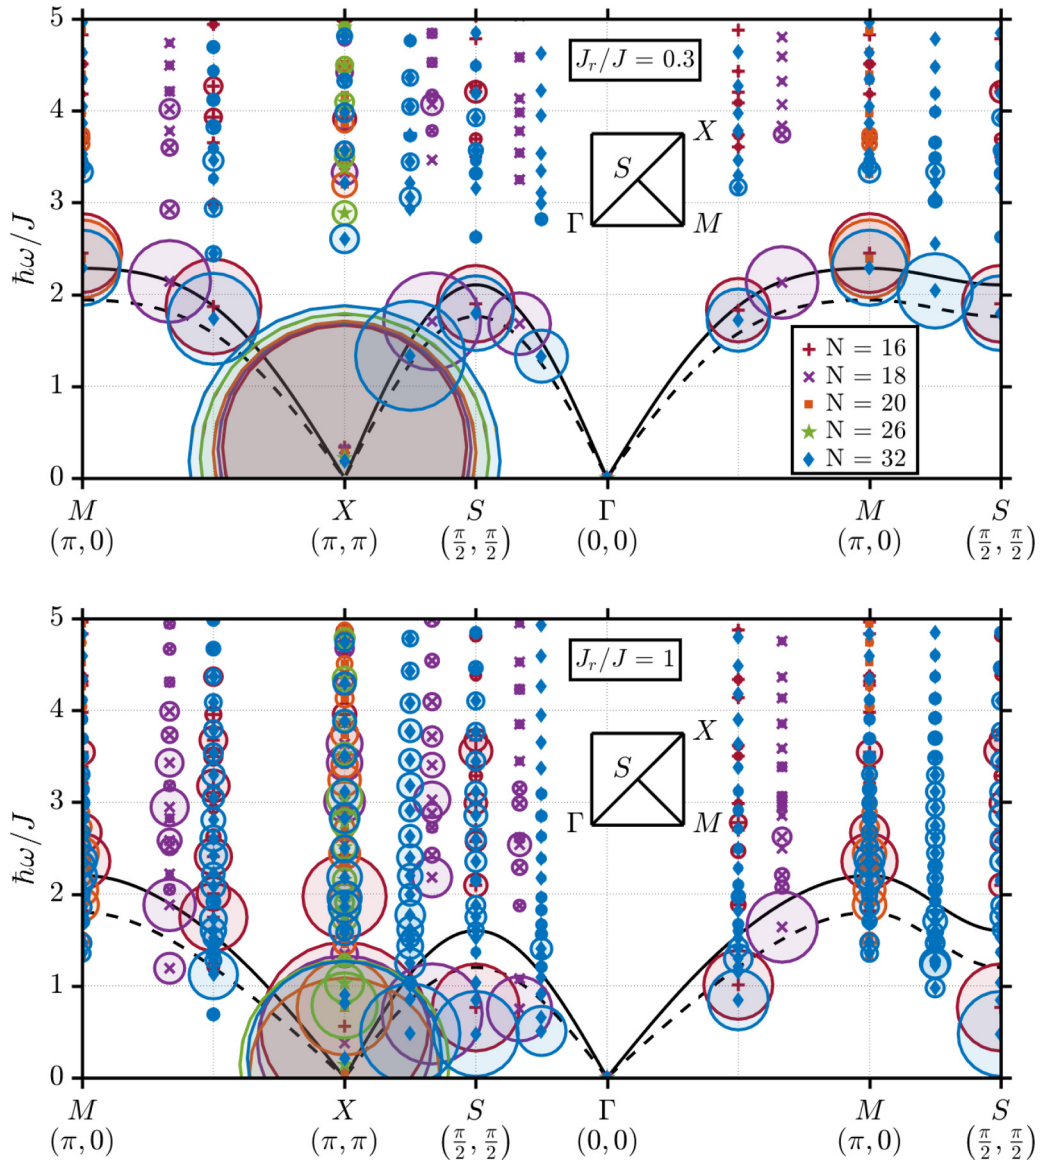 5
4
3
2
1
0
ħω/J
J_r/J = 0.3
X
S
Γ
M
N = 16
N = 18
N = 20
N = 26
N = 32
M X S Γ M S
(π, 0) (π, π) (π/2, π/2) (0, 0) (π, 0) (π/2, π/2)
5
4
3
2
1
0
ħω/J
J_r/J = 1
X
S
Γ
M
M X S Γ M S
(π, 0) (π, π) (π/2, π/2) (0, 0) (π, 0) (π/2, π/2)